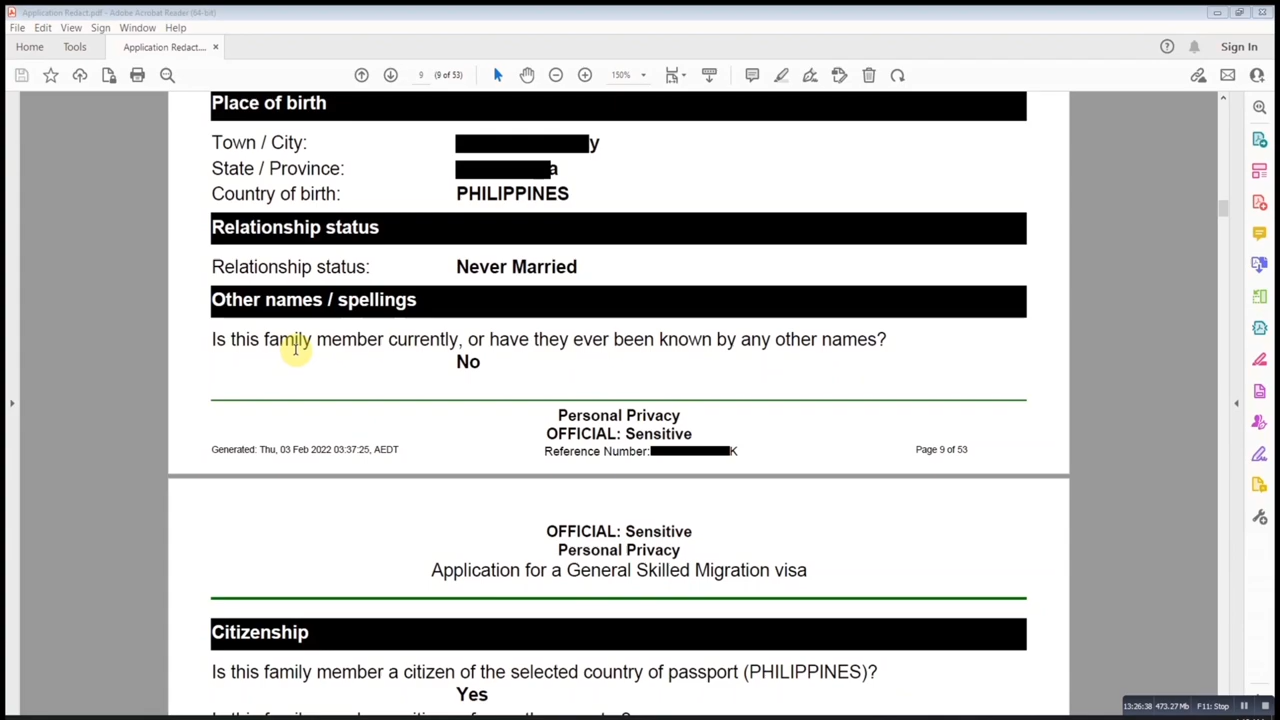 Application Redact.pdf - Adobe Acrobat Reader (64-bit)
File Edit View Sign Window Help
Home Tools Application Redact.... × Sign In
9 (9 of 53) 150%
Place of birth
Town / City: y
State / Province: a
Country of birth: PHILIPPINES
Relationship status
Relationship status: Never Married
Other names / spellings
Is this family member currently, or have they ever been known by any other names?
No
Personal Privacy
OFFICIAL: Sensitive
Generated: Thu, 03 Feb 2022 03:37:25, AEDT Reference Number: K Page 9 of 53
OFFICIAL: Sensitive
Personal Privacy
Application for a General Skilled Migration visa
Citizenship
Is this family member a citizen of the selected country of passport (PHILIPPINES)?
Yes
13:26:38 473.27 Mb F11: Stop